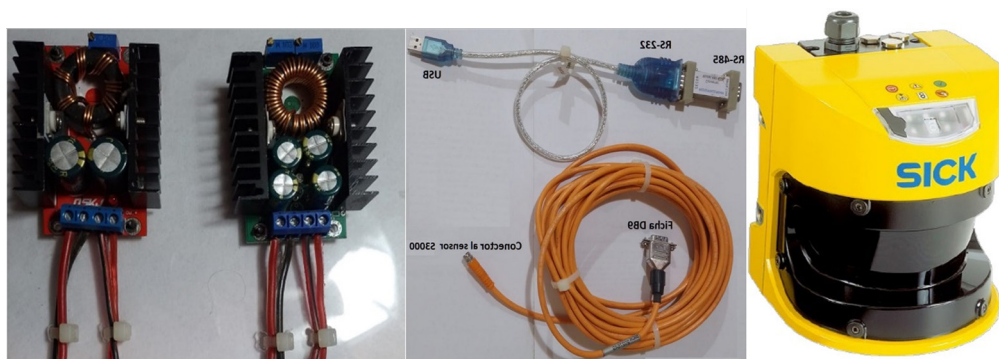 USB
RS-232
RS-485
Conector al sensor S3000
Ficha DB9
SICK